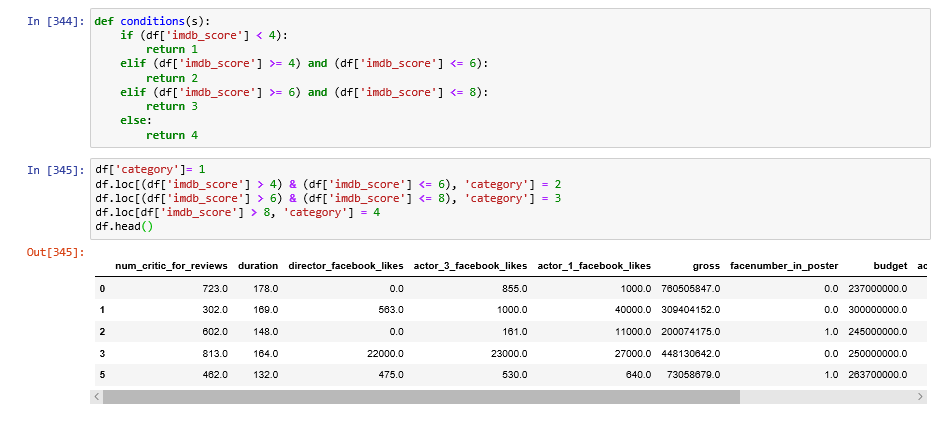 In [344]: def conditions(s):
    if (df['imdb_score'] < 4):
        return 1
    elif (df['imdb_score'] >= 4) and (df['imdb_score'] <= 6):
        return 2
    elif (df['imdb_score'] >= 6) and (df['imdb_score'] <= 8):
        return 3
    else:
        return 4
In [345]: df['category']= 1
df.loc[(df['imdb_score'] > 4) & (df['imdb_score'] <= 6), 'category'] = 2
df.loc[(df['imdb_score'] > 6) & (df['imdb_score'] <= 8), 'category'] = 3
df.loc[df['imdb_score'] > 8, 'category'] = 4
df.head()
Out[345]:
num_critic_for_reviews duration director_facebook_likes actor_3_facebook_likes actor_1_facebook_likes gross facenumber_in_poster budget ac
0 723.0 178.0 0.0 855.0 1000.0 760505847.0 0.0 237000000.0
1 302.0 169.0 563.0 1000.0 40000.0 309404152.0 0.0 300000000.0
2 602.0 148.0 0.0 161.0 11000.0 200074175.0 1.0 245000000.0
3 813.0 164.0 22000.0 23000.0 27000.0 448130642.0 0.0 250000000.0
5 462.0 132.0 475.0 530.0 640.0 73058679.0 1.0 263700000.0